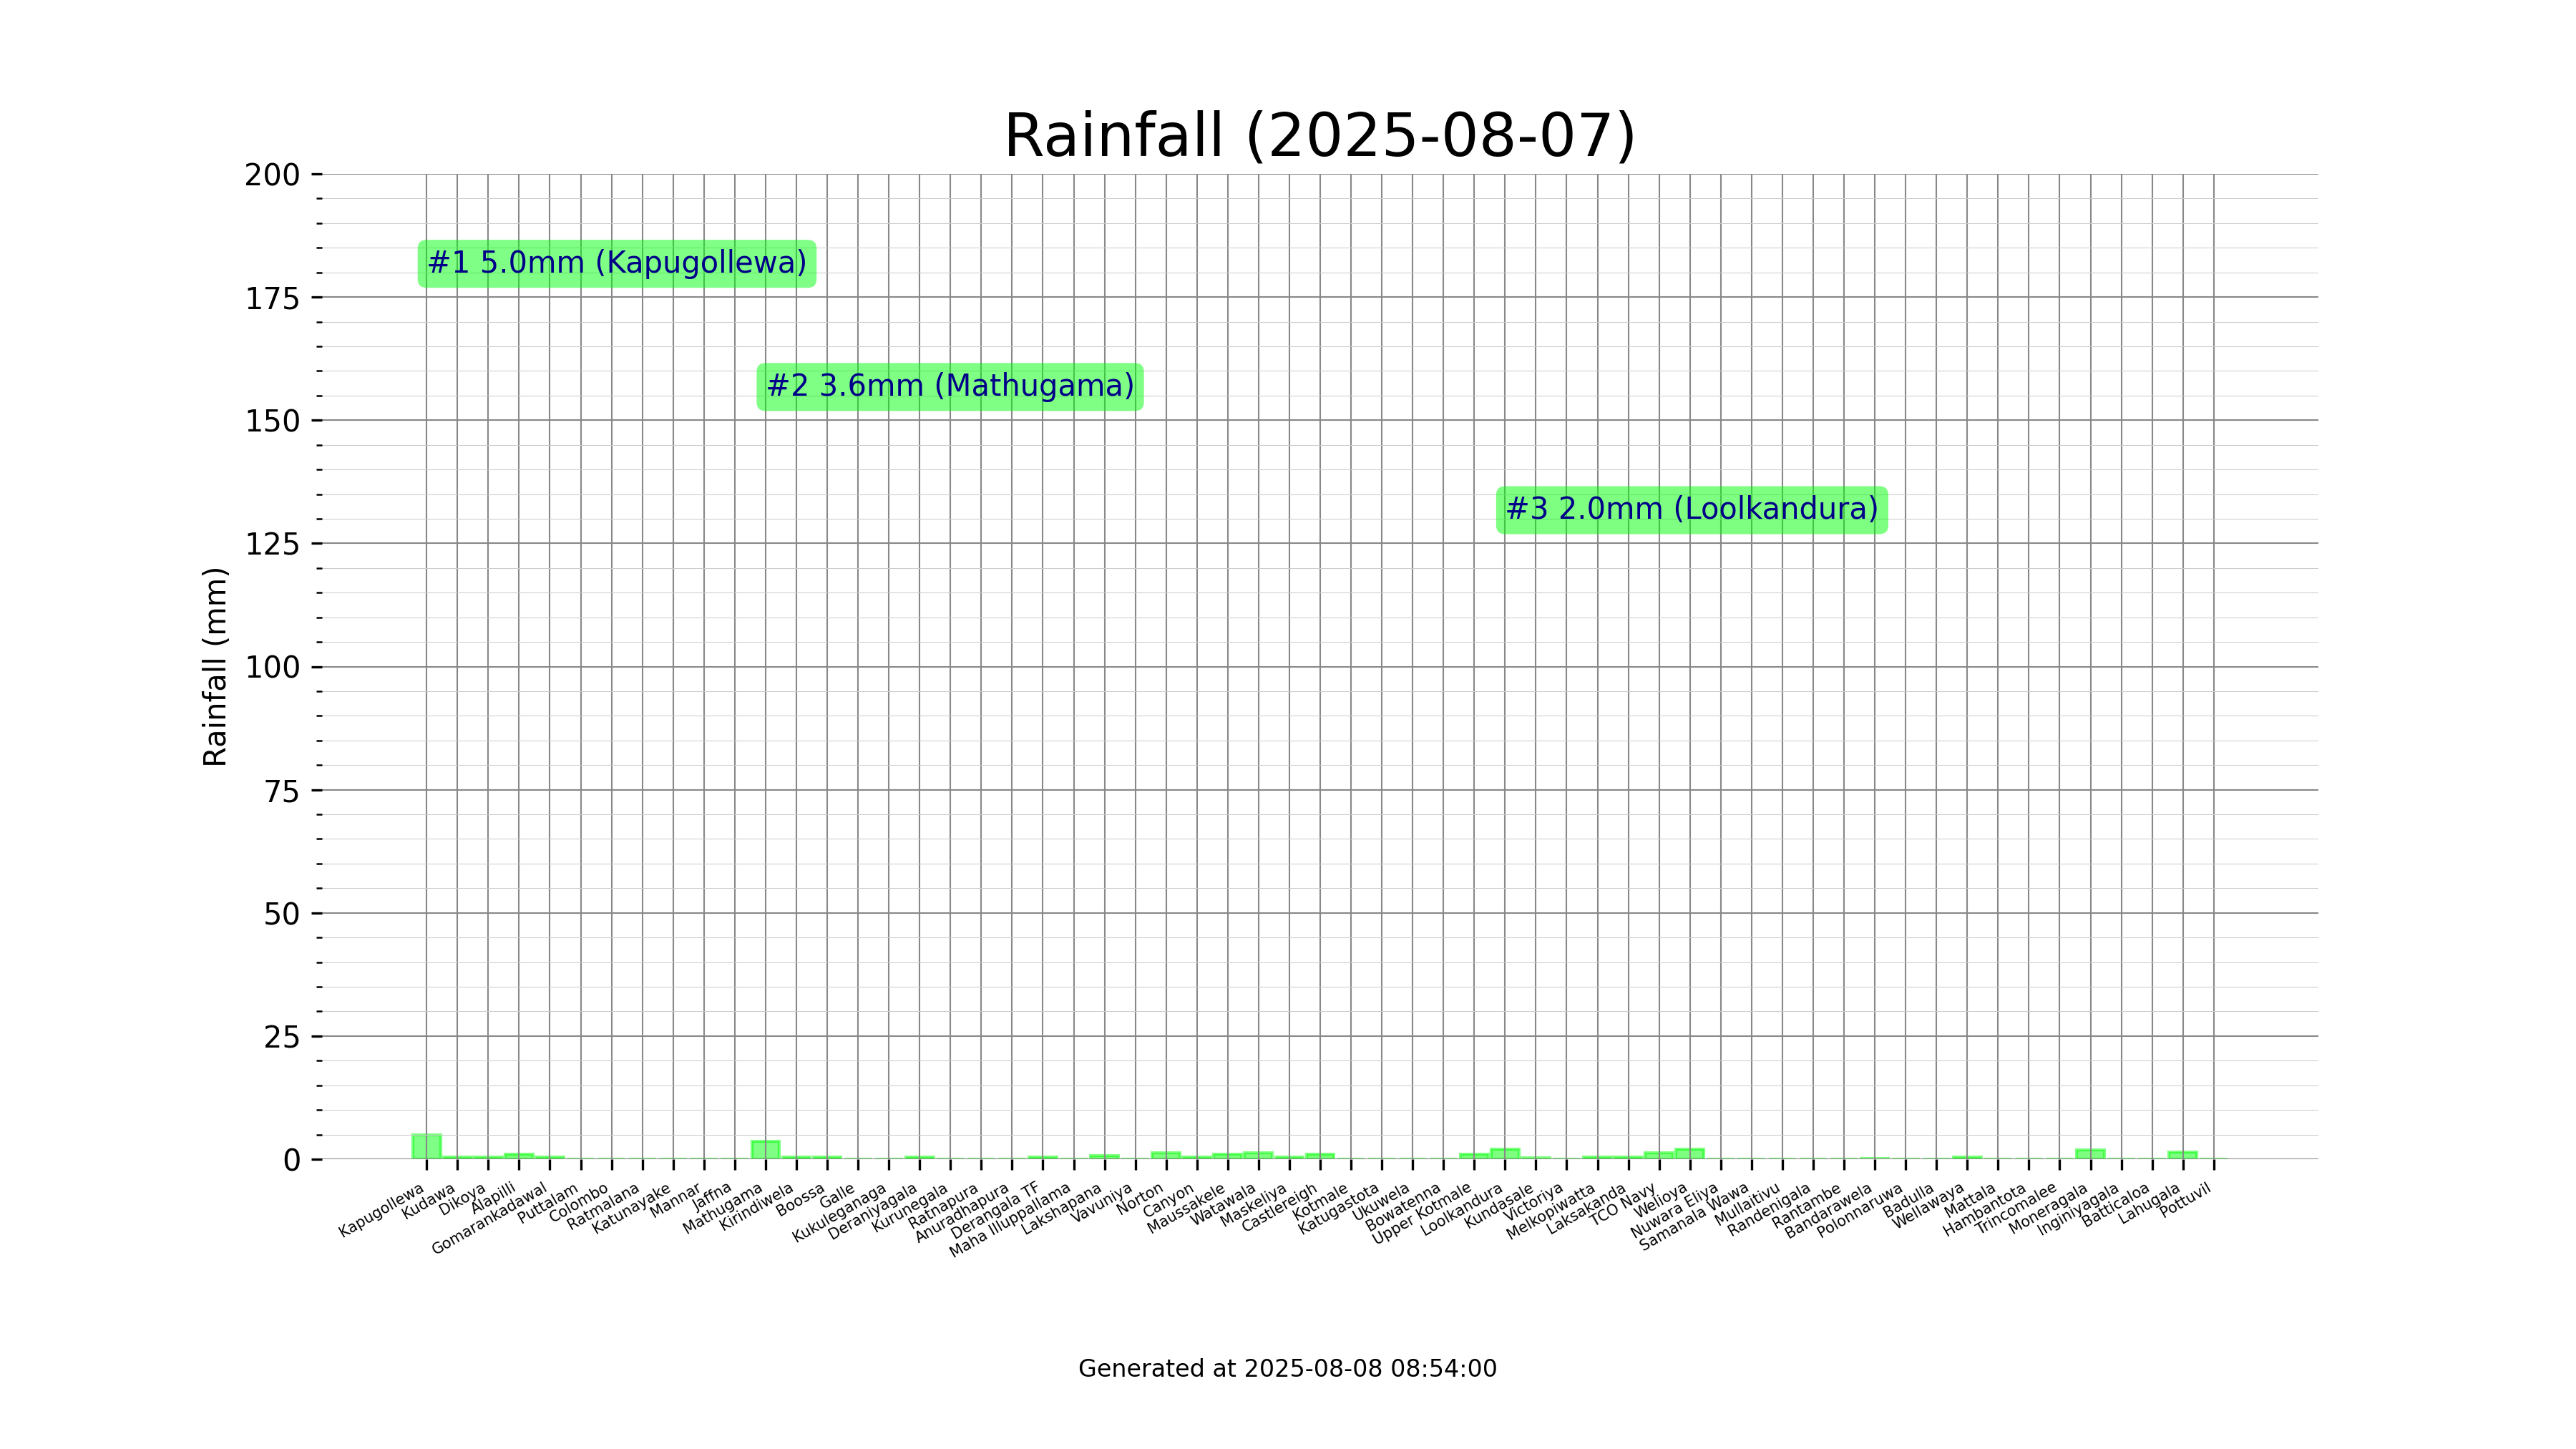 Rainfall (2025-08-07)
200
175
150
125
100
75
50
25
0
Rainfall (mm)
#1 5.0mm (Kapugollewa)
#2 3.6mm (Mathugama)
#3 2.0mm (Loolkandura)
Kapugollewa
Kudawa
Dikoya
Alapilli
Gomarankadawal
Puttalam
Colombo
Ratmalana
Katunayake
Mannar
Jaffna
Mathugama
Kirindiwela
Boossa
Galle
Kukuleganaga
Deraniyagala
Kurunegala
Ratnapura
Anuradhapura
Derangala TF
Maha Illuppallama
Lakshapana
Vavuniya
Norton
Canyon
Maussakele
Watawala
Maskeliya
Castlereigh
Kotmale
Katugastota
Ukuwela
Bowatenna
Upper Kotmale
Loolkandura
Kundasale
Victoriya
Melkopiwatta
Laksakanda
TCO Navy
Welioya
Nuwara Eliya
Samanala Wawa
Mullaitivu
Randenigala
Rantambe
Bandarawela
Polonnaruwa
Badulla
Wellawaya
Mattala
Hambantota
Trincomalee
Moneragala
Inginiyagala
Batticaloa
Lahugala
Pottuvil
Generated at 2025-08-08 08:54:00